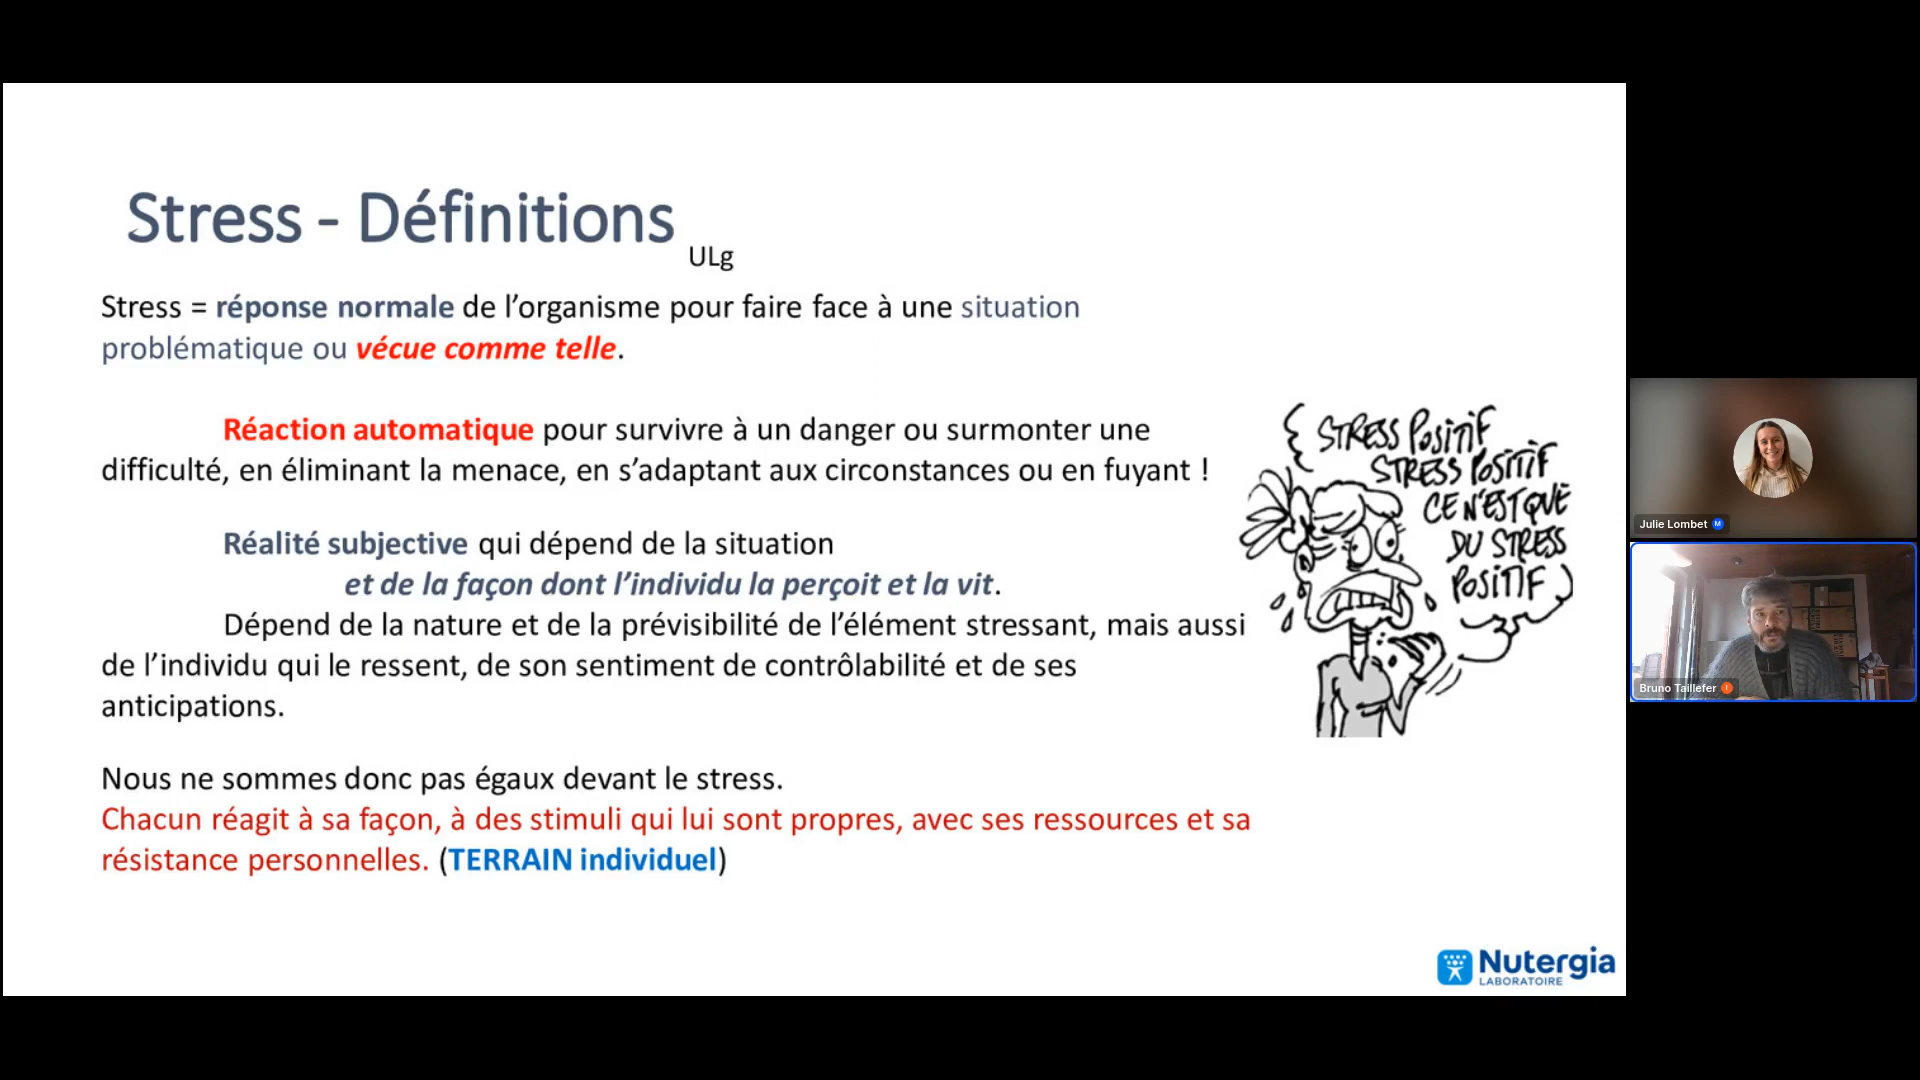 Stress - Définitions
ULg
Stress = réponse normale de l’organisme pour faire face à une situation
problématique ou vécue comme telle.
Réaction automatique pour survivre à un danger ou surmonter une
difficulté, en éliminant la menace, en s’adaptant aux circonstances ou en fuyant !
Réalité subjective qui dépend de la situation
et de la façon dont l’individu la perçoit et la vit.
Dépend de la nature et de la prévisibilité de l’élément stressant, mais aussi
de l’individu qui le ressent, de son sentiment de contrôlabilité et de ses
anticipations.
Nous ne sommes donc pas égaux devant le stress.
Chacun réagit à sa façon, à des stimuli qui lui sont propres, avec ses ressources et sa
résistance personnelles. (TERRAIN individuel)
STRESS POSITIF
STRESS POSITIF
CE N'EST QUE
DU STRESS
POSITIF
Nutergia
LABORATOIRE
Julie Lombet M
Bruno Taillefer I